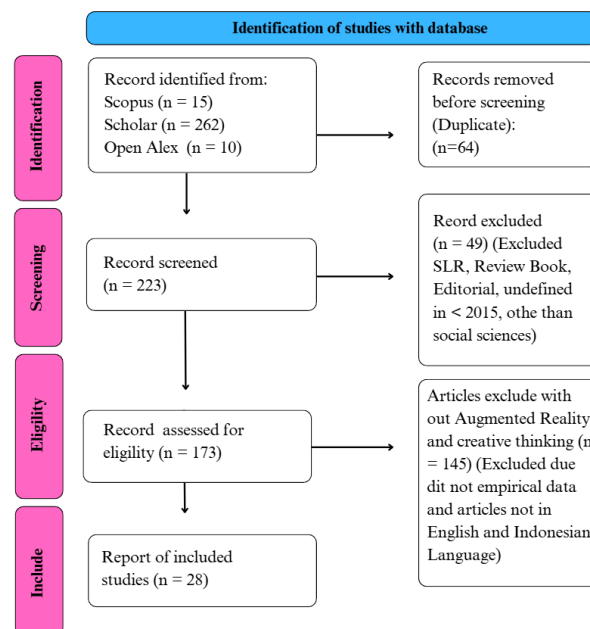 Identification of studies with database
Identification
Record identified from:
Scopus (n = 15)
Scholar (n = 262)
Open Alex (n = 10)
Records removed
before screening
(Duplicate):
(n=64)
Screening
Record screened
(n = 223)
Reord excluded
(n = 49) (Excluded
SLR, Review Book,
Editorial, undefined
in < 2015, othe than
social sciences)
Eligility
Record assessed for
eligibility (n = 173)
Articles exclude with
out Augmented Reality
and creative thinking (n
= 145) (Excluded due
dit not empirical data
and articles not in
English and Indonesian
Language)
Include
Report of included
studies (n = 28)